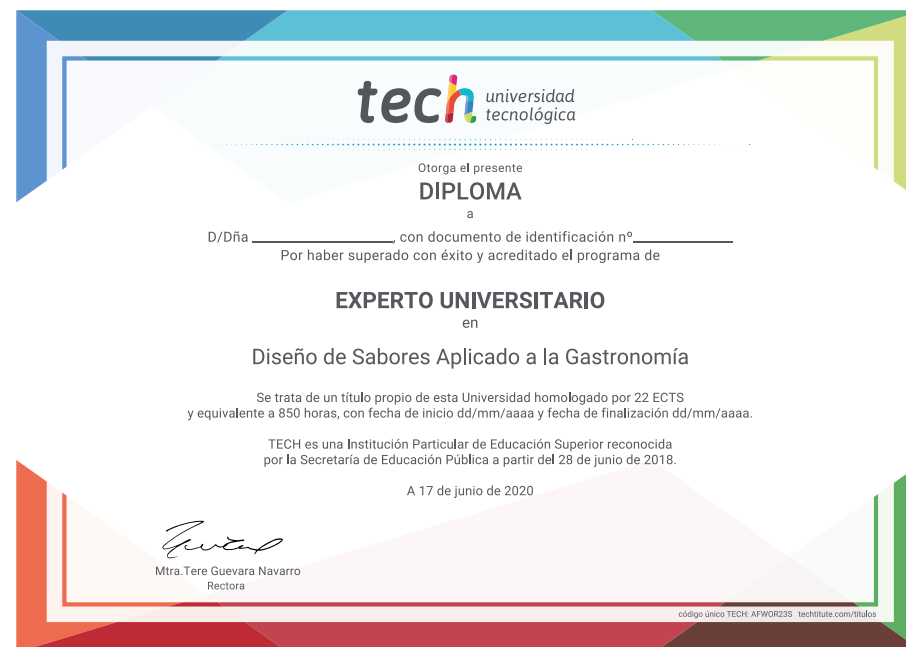 tech universidad
tecnológica
Otorga el presente
DIPLOMA
a
D/Dña ____________________, con documento de identificación nº______________
Por haber superado con éxito y acreditado el programa de
EXPERTO UNIVERSITARIO
en
Diseño de Sabores Aplicado a la Gastronomía
Se trata de un título propio de esta Universidad homologado por 22 ECTS
y equivalente a 850 horas, con fecha de inicio dd/mm/aaaa y fecha de finalización dd/mm/aaaa.
TECH es una Institución Particular de Educación Superior reconocida
por la Secretaría de Educación Pública a partir del 28 de junio de 2018.
A 17 de junio de 2020
Mtra.Tere Guevara Navarro
Rectora
código único TECH: AFWOR23S techtitute.com/titulos